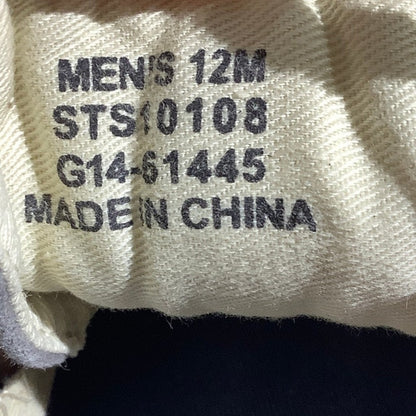 MEN'S 12M
STS10108
G14-61445
MADE IN CHINA